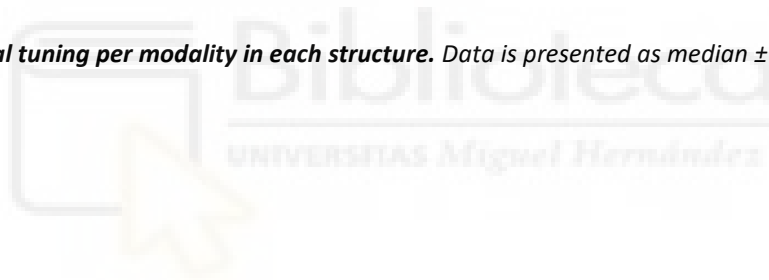 al tuning per modality in each structure. Data is presented as median ±
Biblioteca
UNIVERSITAS Miguel Hernández